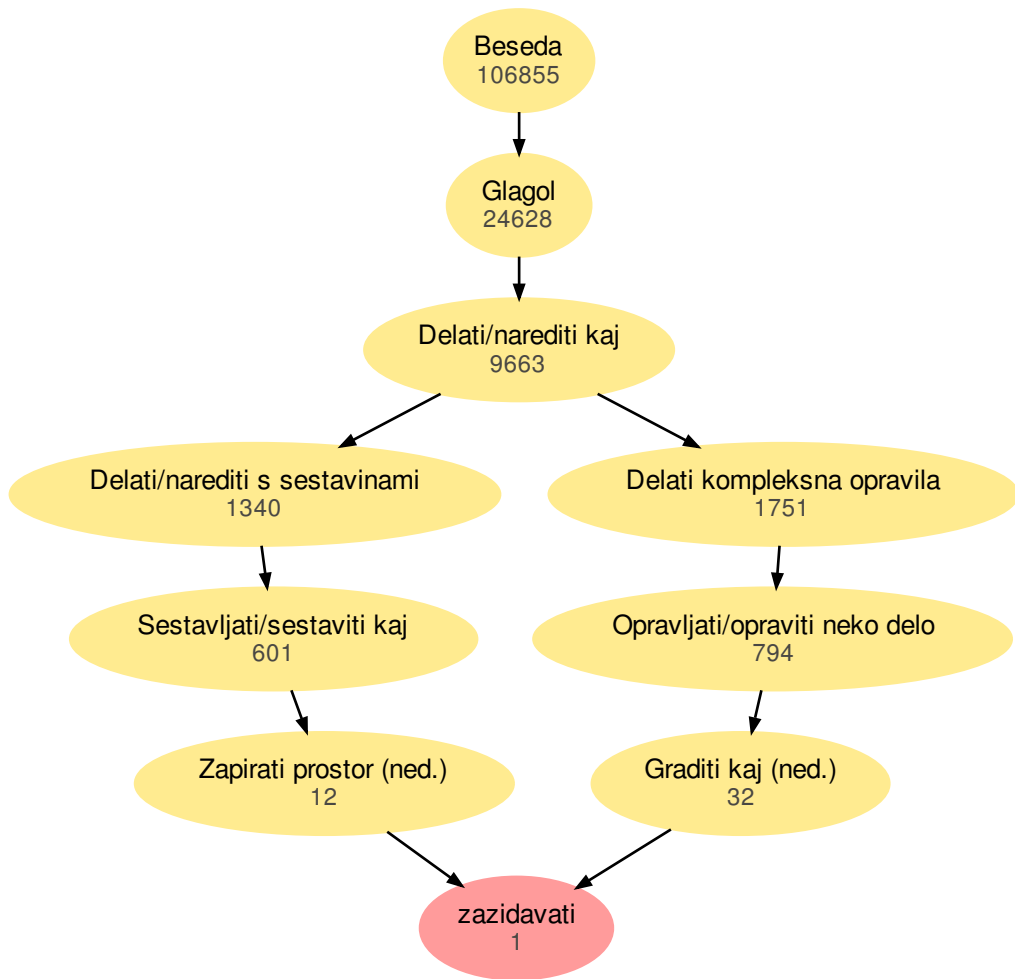 Beseda
106855
Glagol
24628
Delati/narediti kaj
9663
Delati/narediti s sestavinami
1340
Delati kompleksna opravila
1751
Sestavljati/sestaviti kaj
601
Opravljati/opraviti neko delo
794
Zapirati prostor (ned.)
12
Graditi kaj (ned.)
32
zazidavati
1